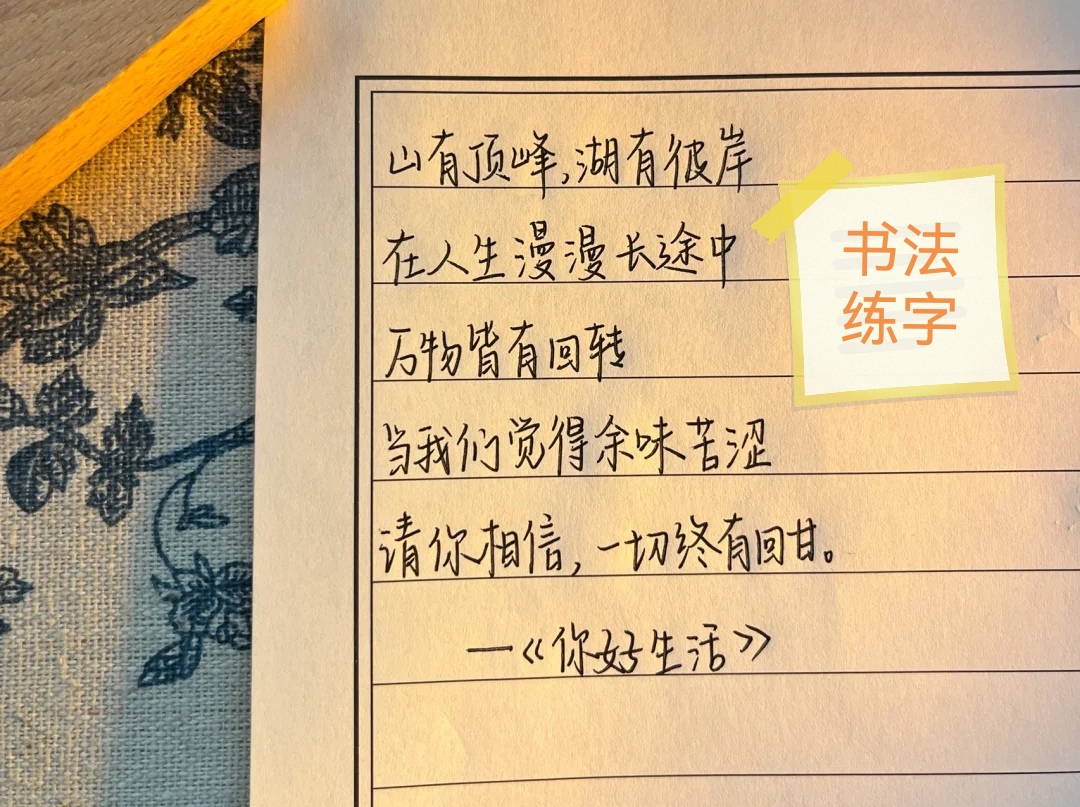 山有顶峰,湖有彼岸
在人生漫漫长途中
万物皆有回转
当我们觉得余味苦涩
请你相信,一切终有回甘。
—《你好生活》
书法
练字